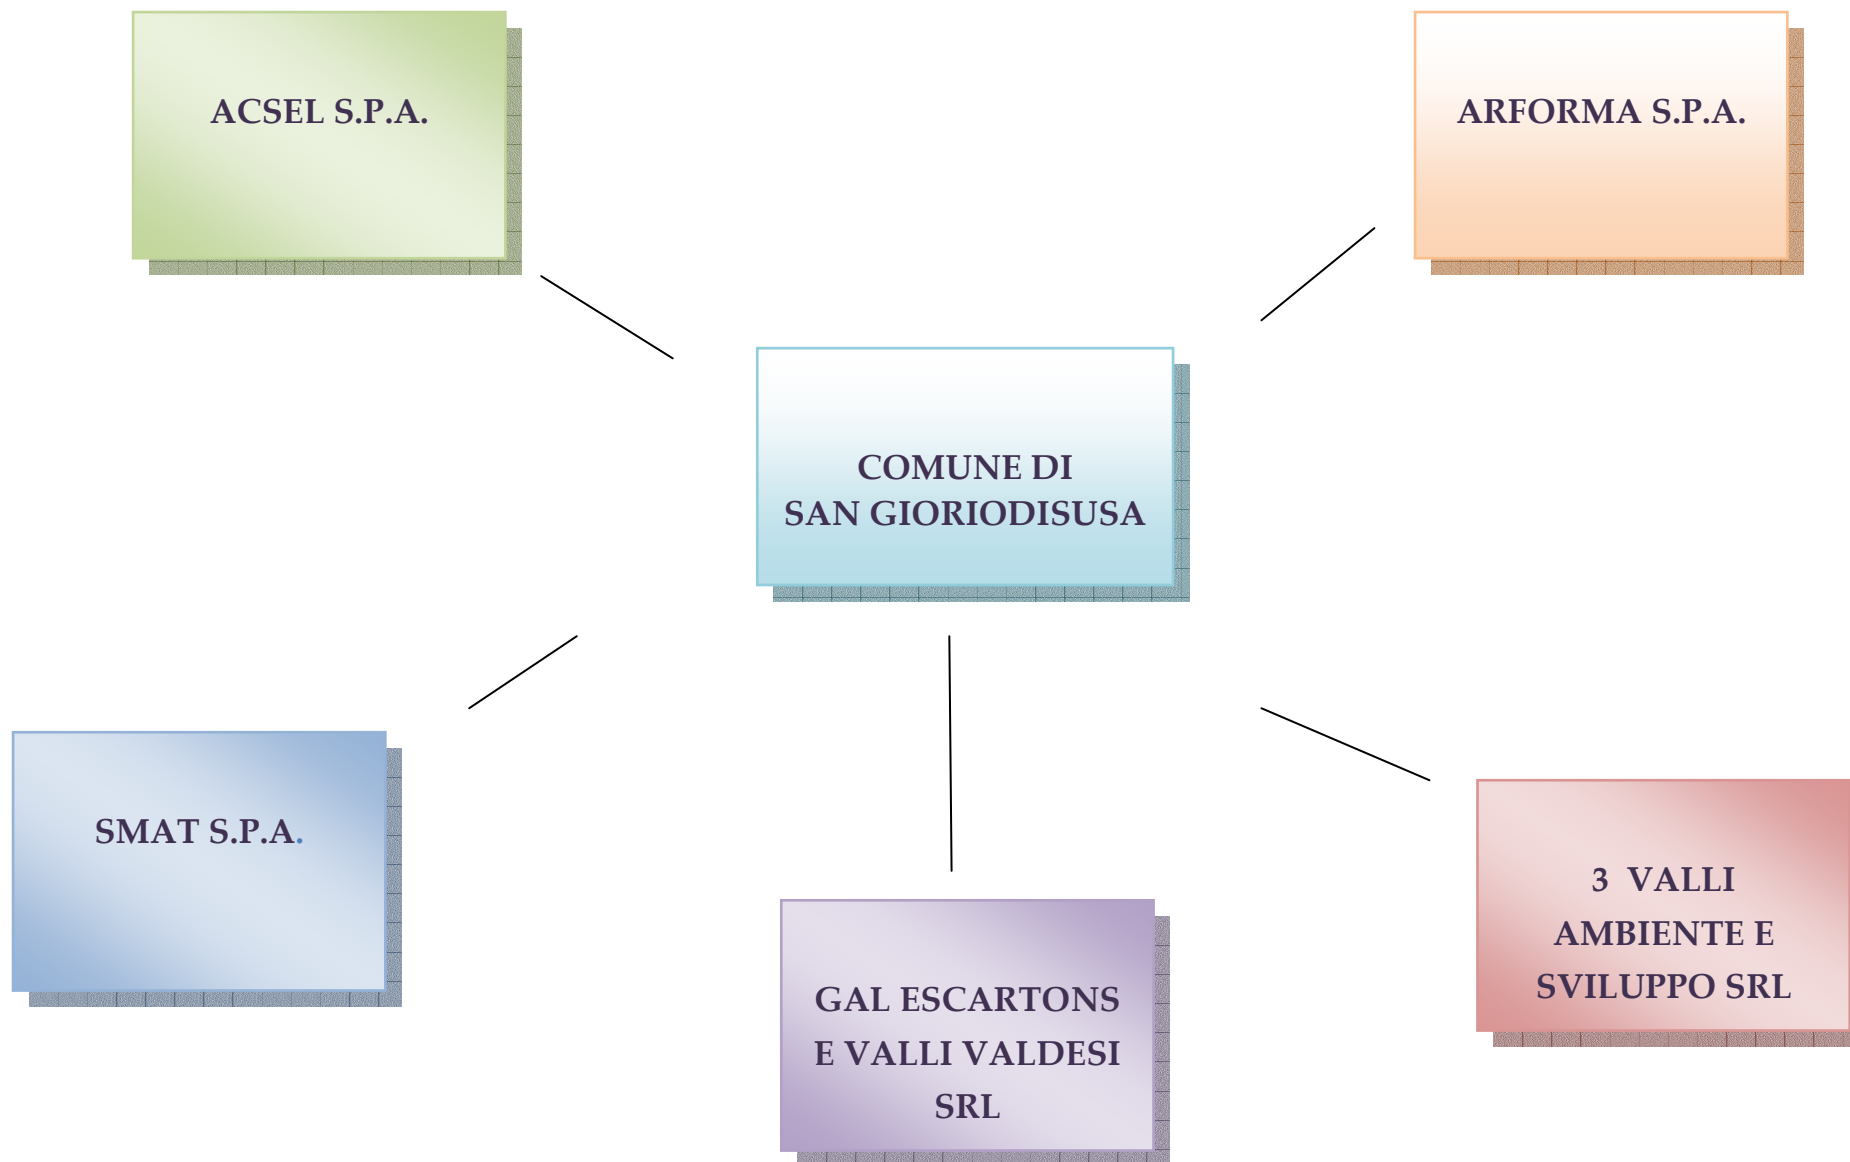 ACSEL S.P.A.
ARFORMA S.P.A.
COMUNE DI
SAN GIORIODISUSA
SMAT S.P.A.
GAL ESCARTONS
E VALLI VALDESI
SRL
3 VALLI
AMBIENTE E
SVILUPPO SRL